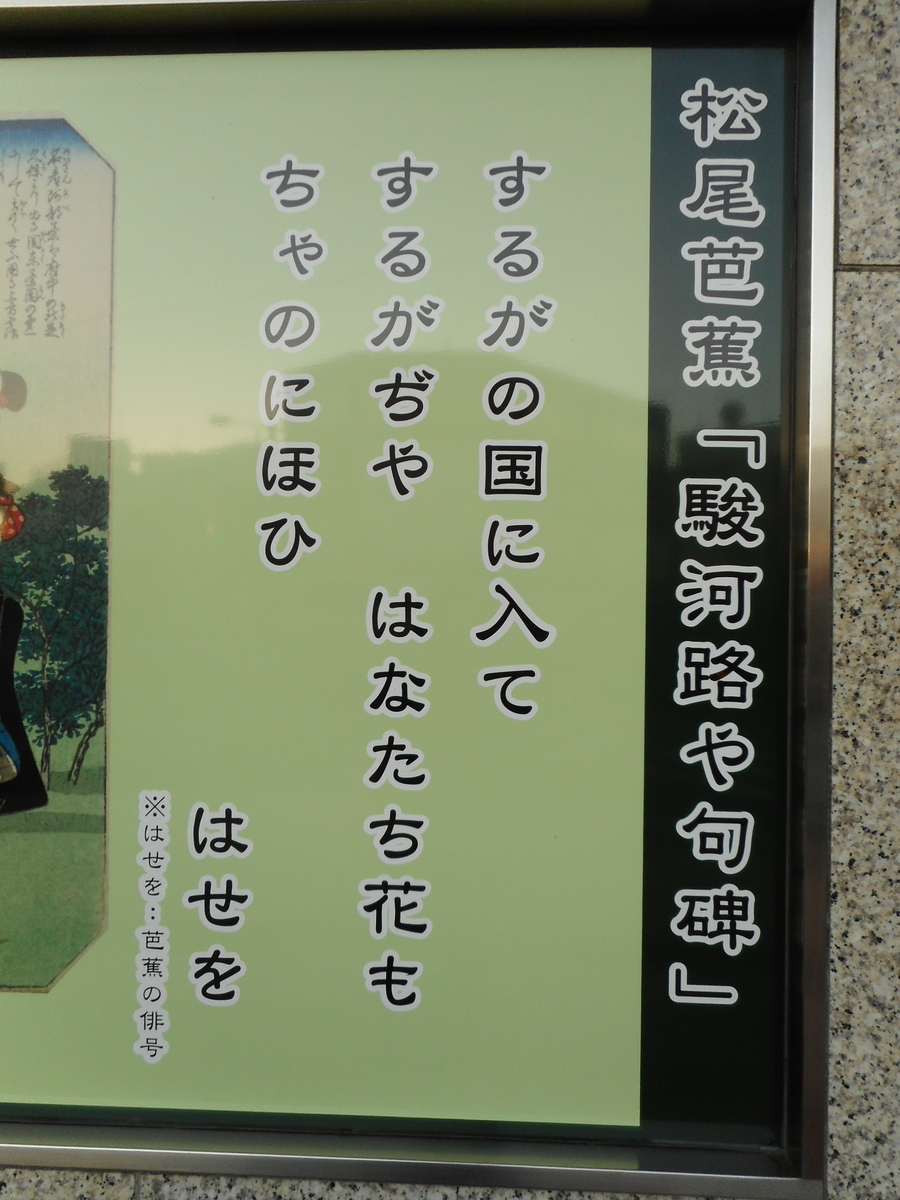 松尾芭蕉「駿河路や句碑」
するがの国に入て
するがぢや　はなたち花も
ちやのにほひ
はせを
※はせを：芭蕉の俳号